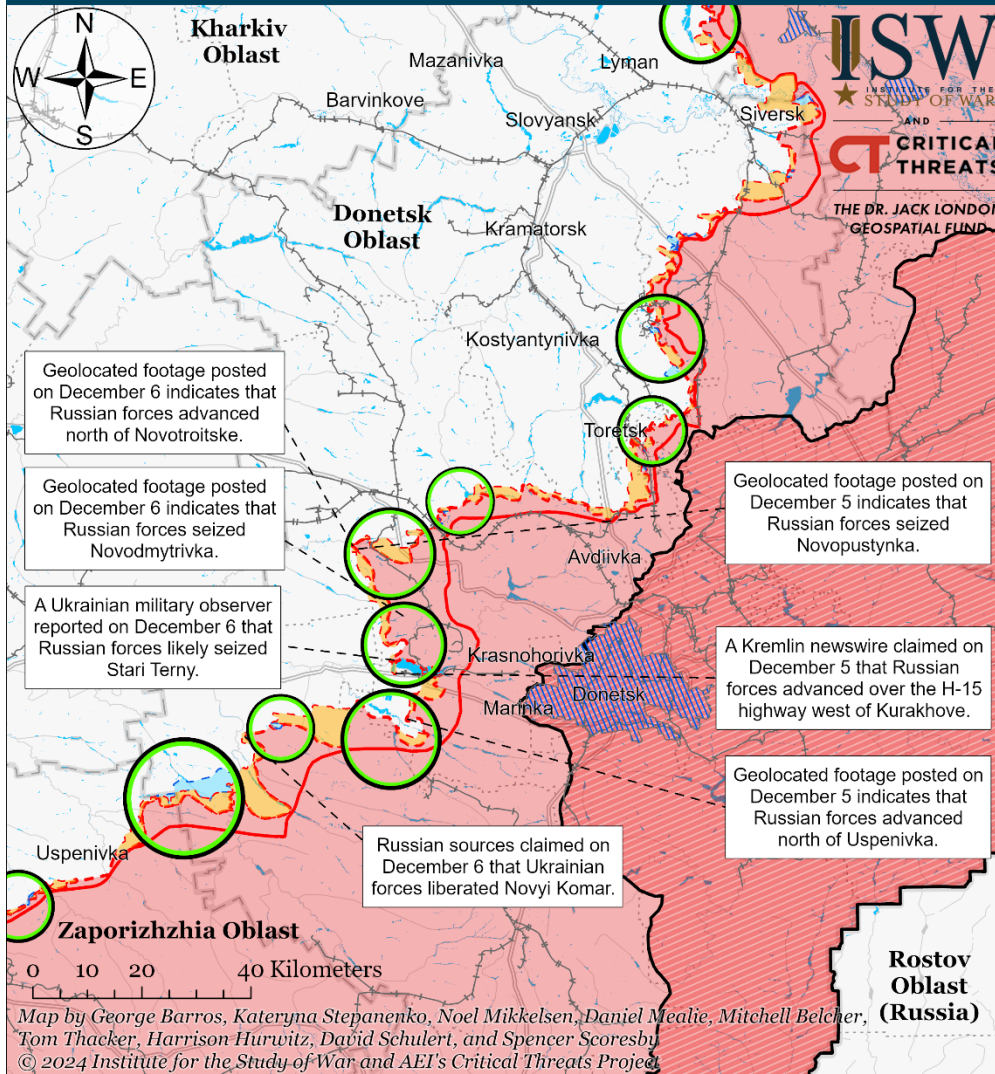 N
W
E
S
Kharkiv
Oblast
Mazanivka
Lyman
ISW
INSTITUTE FOR THE
STUDY OF WAR
AND
CT CRITICAL
THREATS
THE DR. JACK LONDON
GEOSPATIAL FUND
Barvinkove
Slovyansk
Siversk
Donetsk
Oblast
Kramatorsk
Kostyantynivka
Geolocated footage posted
on December 6 indicates that
Russian forces advanced
north of Novotroitske.
Toretsk
Geolocated footage posted
on December 6 indicates that
Russian forces seized
Novodmytrivka.
Geolocated footage posted on
December 5 indicates that
Russian forces seized
Novopustynka.
Avdiivka
A Ukrainian military observer
reported on December 6 that
Russian forces likely seized
Stari Terny.
Krasnohorivka
Marinka
Donetsk
A Kremlin newswire claimed on
December 5 that Russian
forces advanced over the H-15
highway west of Kurakhove.
Geolocated footage posted on
December 5 indicates that
Russian forces advanced
north of Uspenivka.
Uspenivka
Russian sources claimed on
December 6 that Ukrainian
forces liberated Novyi Komar.
Zaporizhzhia Oblast
0 10 20 40 Kilometers
Rostov
Oblast
(Russia)
Map by George Barros, Kateryna Stepanenko, Noel Mikkelsen, Daniel Mealie, Mitchell Belcher,
Tom Thacker, Harrison Hurwitz, David Schulert, and Spencer Scoresby
© 2024 Institute for the Study of War and AEI's Critical Threats Project